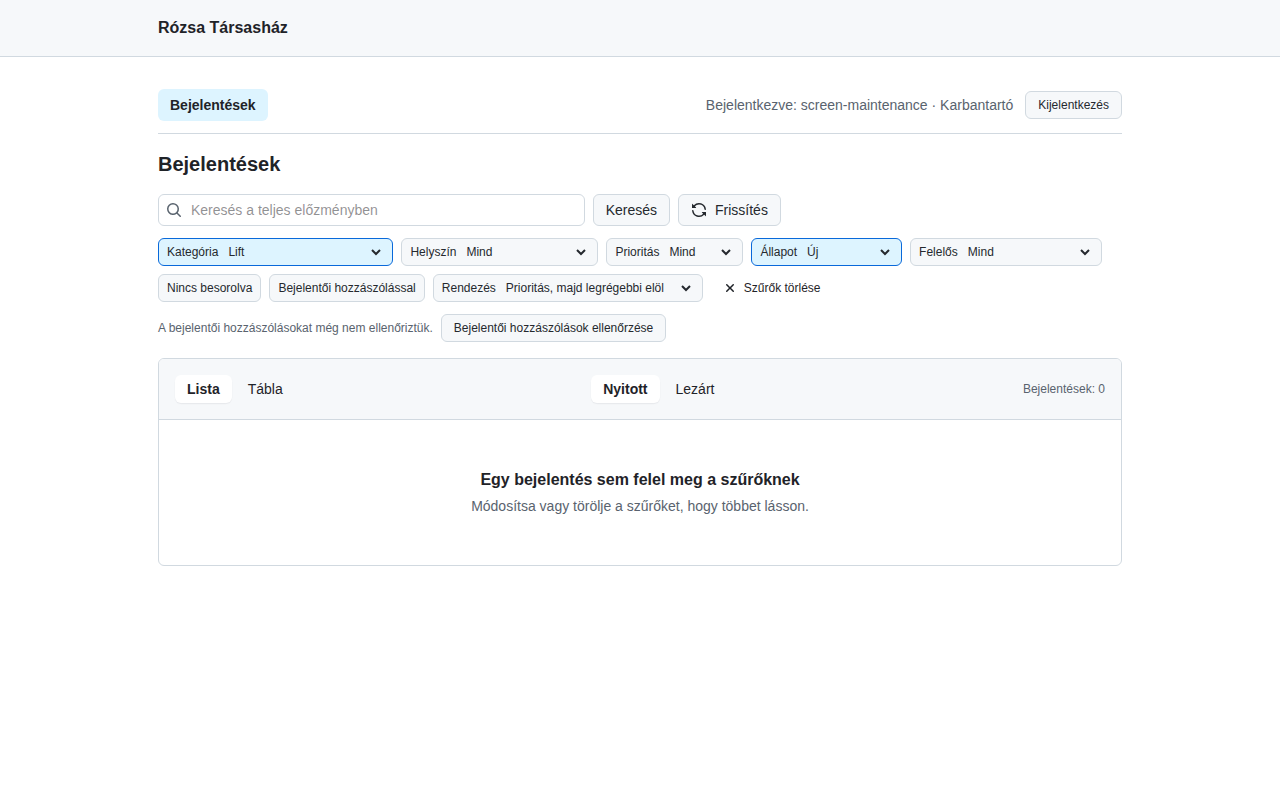 Rózsa Társasház
Bejelentések
Bejelentkezve: screen-maintenance · Karbantartó
Kijelentkezés
Bejelentések
Keresés a teljes előzményben
Keresés
Frissítés
Kategória Lift
Helyszín Mind
Prioritás Mind
Állapot Új
Felelős Mind
Nincs besorolva
Bejelentői hozzászólással
Rendezés Prioritás, majd legrégebbi elöl
Szűrők törlése
A bejelentői hozzászólásokat még nem ellenőriztük.
Bejelentői hozzászólások ellenőrzése
Lista
Tábla
Nyitott
Lezárt
Bejelentések: 0
Egy bejelentés sem felel meg a szűrőknek
Módosítsa vagy törölje a szűrőket, hogy többet lásson.